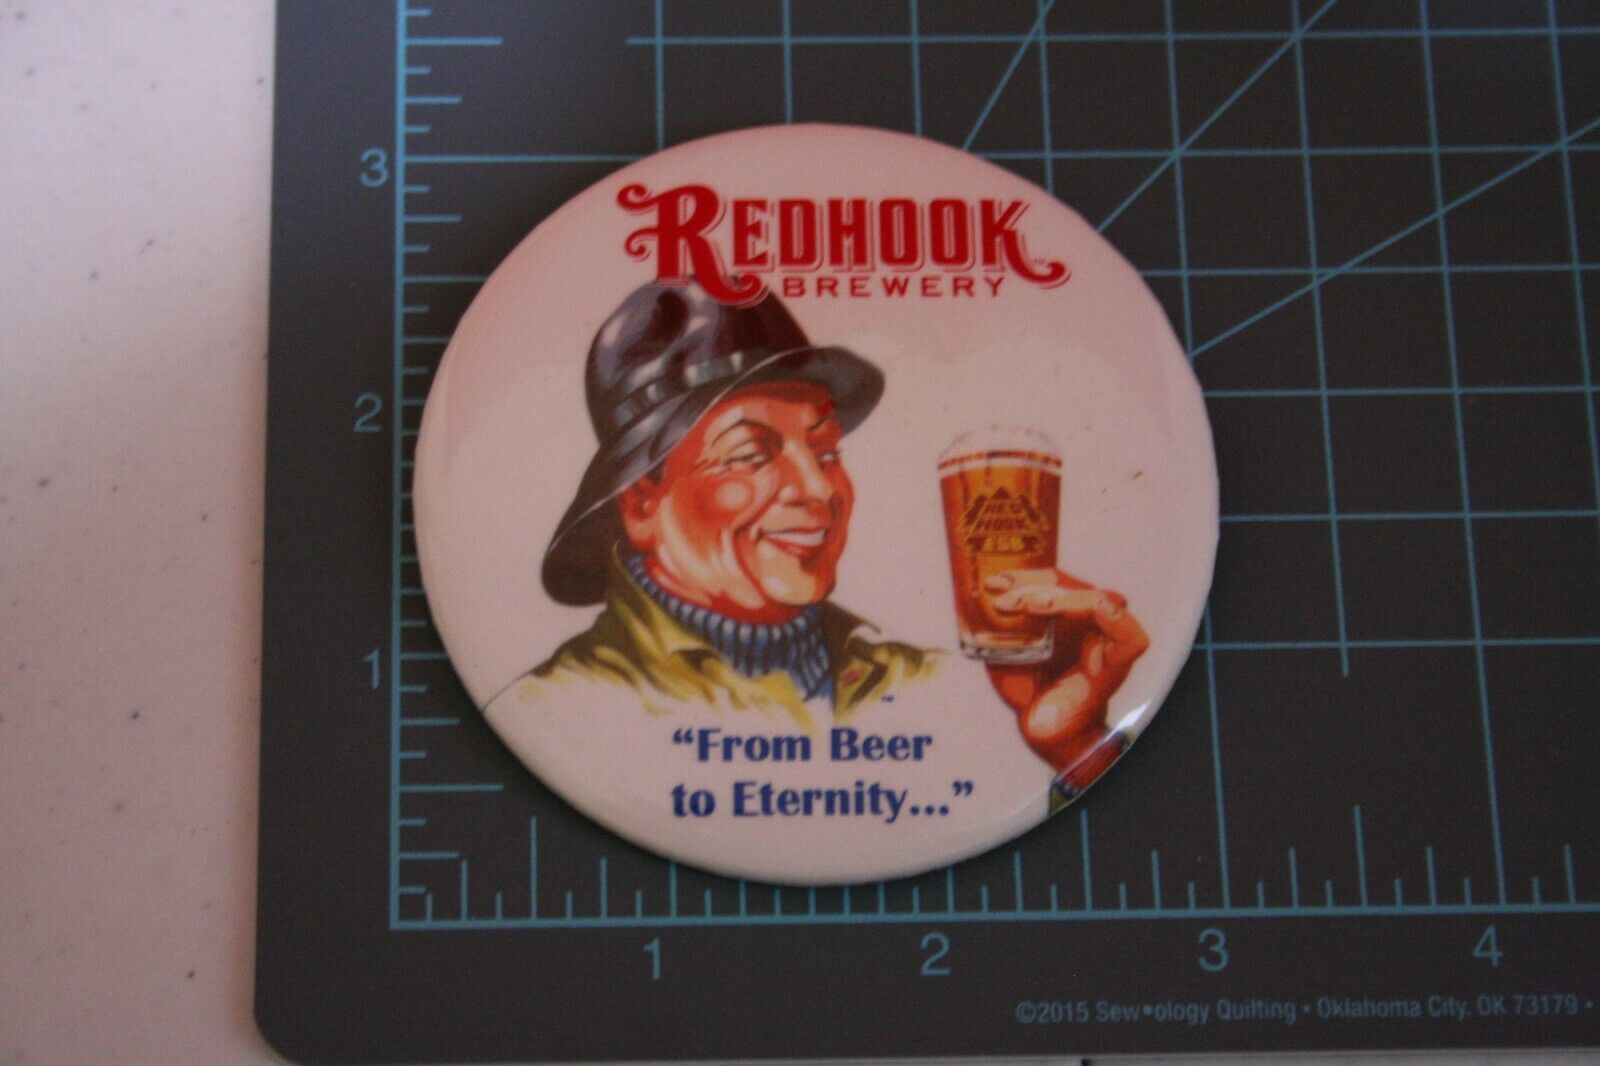 REDHOOK
BREWERY
RED
HOOK
ESB
“From Beer
to Eternity...”
™
3
2
1
1
2
3
4
©2015 Sew•ology Quilting • Oklahoma City, OK 73179 •